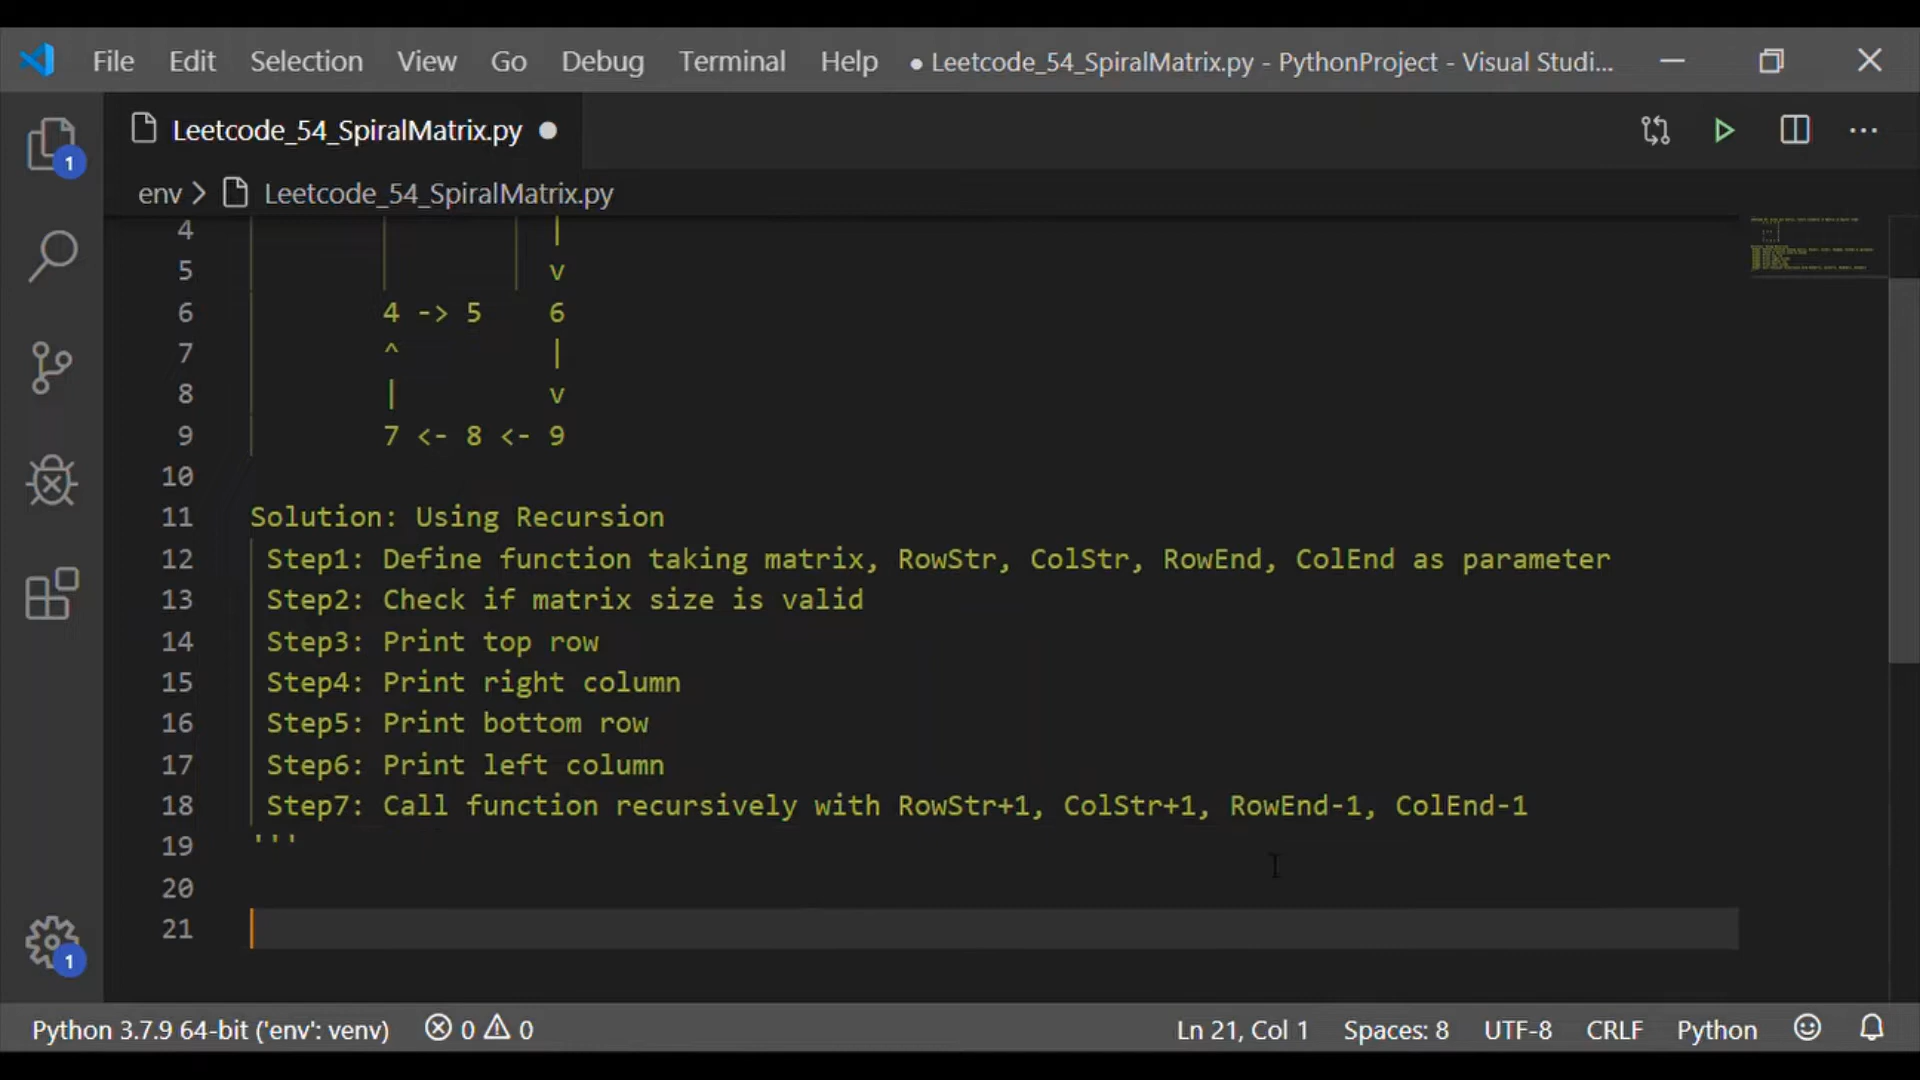 File Edit Selection View Go Debug Terminal Help ● Leetcode_54_SpiralMatrix.py - PythonProject - Visual Studi...
Leetcode_54_SpiralMatrix.py ●
1
env > Leetcode_54_SpiralMatrix.py
4 |
5 v
6 4 -> 5 6
7 ^ |
8 | v
9 7 <- 8 <- 9
10
11 Solution: Using Recursion
12 Step1: Define function taking matrix, RowStr, ColStr, RowEnd, ColEnd as parameter
13 Step2: Check if matrix size is valid
14 Step3: Print top row
15 Step4: Print right column
16 Step5: Print bottom row
17 Step6: Print left column
18 Step7: Call function recursively with RowStr+1, ColStr+1, RowEnd-1, ColEnd-1
19 '''
20
21
1
Python 3.7.9 64-bit ('env': venv) 0 0 Ln 21, Col 1 Spaces: 8 UTF-8 CRLF Python